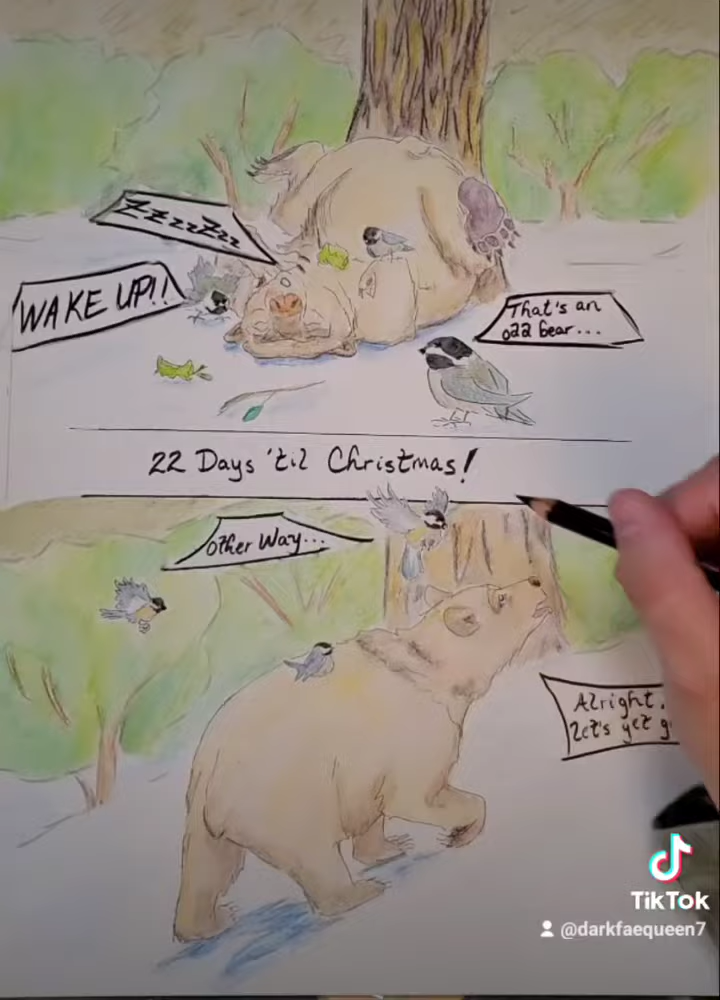 ZzzzZzz
WAKE UP!!
That's an
odd bear...
22 Days 'til Christmas!
Other Way...
Alright,
let's get
TikTok
@darkfaequeen7